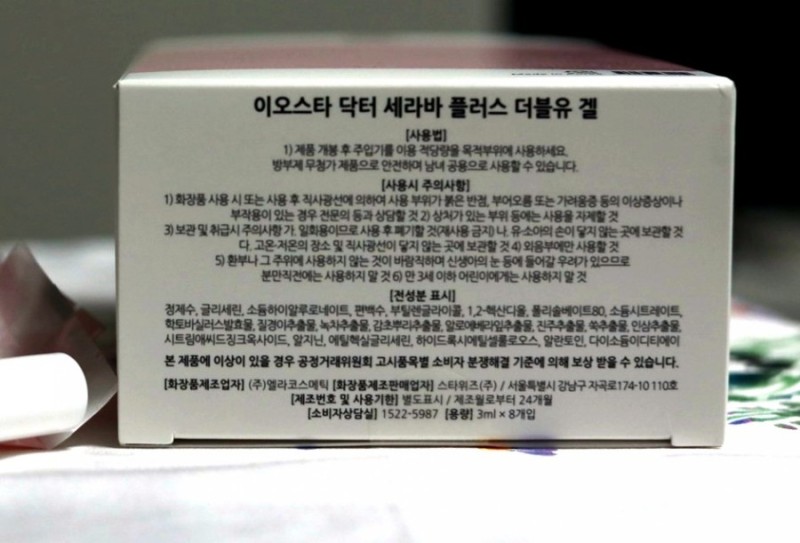 이오스타 닥터 세라바 플러스 더블유 겔
[사용법]
1) 제품 개봉 후 주입기를 이용 적당량을 목적부위에 사용하세요.
방부제 무첨가 제품으로 안전하며 남녀 공용으로 사용할 수 있습니다.
[사용시 주의사항]
1) 화장품 사용 시 또는 사용 후 직사광선에 의하여 사용 부위가 붉은 반점, 부어오름 또는 가려움증 등의 이상증상이나
부작용이 있는 경우 전문의 등과 상담할 것 2) 상처가 있는 부위 등에는 사용을 자제할 것
3) 보관 및 취급시 주의사항 가. 일회용이므로 사용 후 폐기할 것(재사용 금지) 나. 유·소아의 손이 닿지 않는 곳에 보관할 것
다. 고온·저온의 장소 및 직사광선이 닿지 않는 곳에 보관할 것 4) 외음부에만 사용할 것
5) 환부나 그 주위에 사용하지 않는 것이 바람직하며 신생아의 눈 등에 들어갈 우려가 있으므로
분만직전에는 사용하지 말 것 6) 만 3세 이하 어린이에게는 사용하지 말 것
[전성분 표시]
정제수, 글리세린, 소듐하이알루로네이트, 편백수, 부틸렌글라이콜, 1,2-헥산다이올, 폴리솔베이트80, 소듐시트레이트,
락토바실러스발효물, 질경이추출물, 녹차추출물, 감초뿌리추출물, 알로에베라잎추출물, 진주추출물, 쑥추출물, 인삼추출물,
시트릭애씨드징크옥사이드, 알지닌, 에틸헥실글리세린, 하이드록시에틸셀룰로오스, 알란토인, 다이소듐이디티에이
본 제품에 이상이 있을 경우 공정거래위원회 고시품목별 소비자 분쟁해결 기준에 의해 보상 받을 수 있습니다.
[화장품제조업자] (주)엘라코스메틱 [화장품제조판매업자] 스타위즈(주) / 서울특별시 강남구 자곡로174-10 110호
[제조번호 및 사용기한] 별도표시 / 제조월로부터 24개월
[소비자상담실] 1522-5987 [용량] 3ml × 8개입